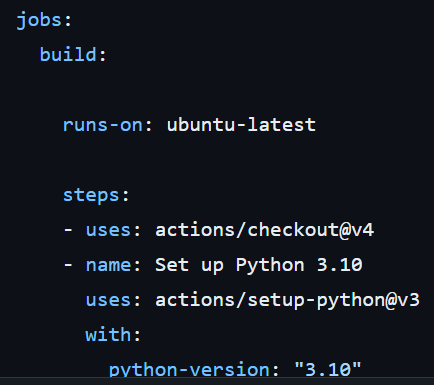 jobs:
  build:

    runs-on: ubuntu-latest

    steps:
    - uses: actions/checkout@v4
    - name: Set up Python 3.10
      uses: actions/setup-python@v3
      with:
        python-version: "3.10"